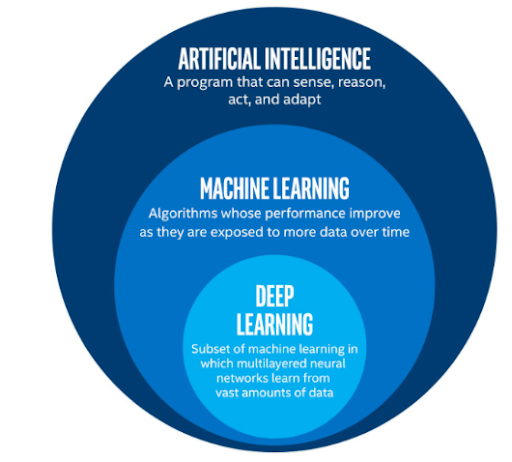 ARTIFICIAL INTELLIGENCE
A program that can sense, reason,
act, and adapt
MACHINE LEARNING
Algorithms whose performance improve
as they are exposed to more data over time
DEEP
LEARNING
Subset of machine learning in
which multilayered neural
networks learn from
vast amounts of data